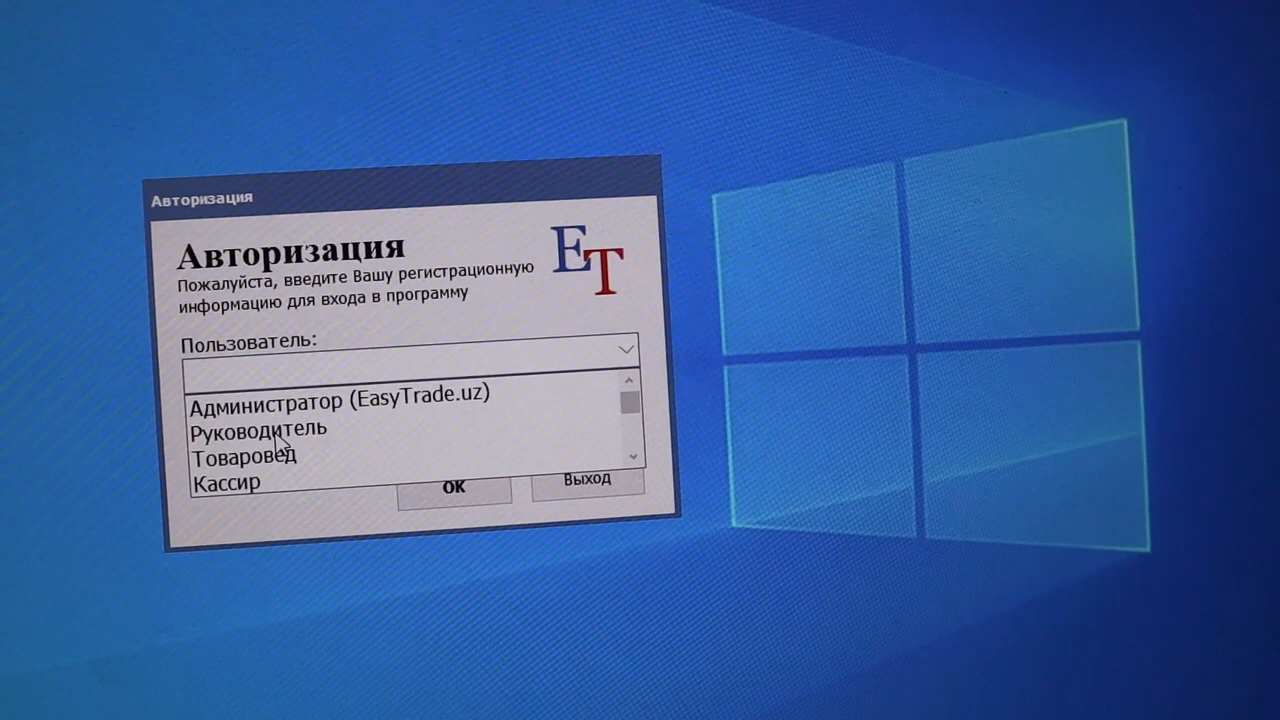 Авторизация
Авторизация
ET
Пожалуйста, введите Вашу регистрационную
информацию для входа в программу
Пользователь:
Администратор (EasyTrade.uz)
Руководитель
Товаровед
Кассир
ОК
Выход